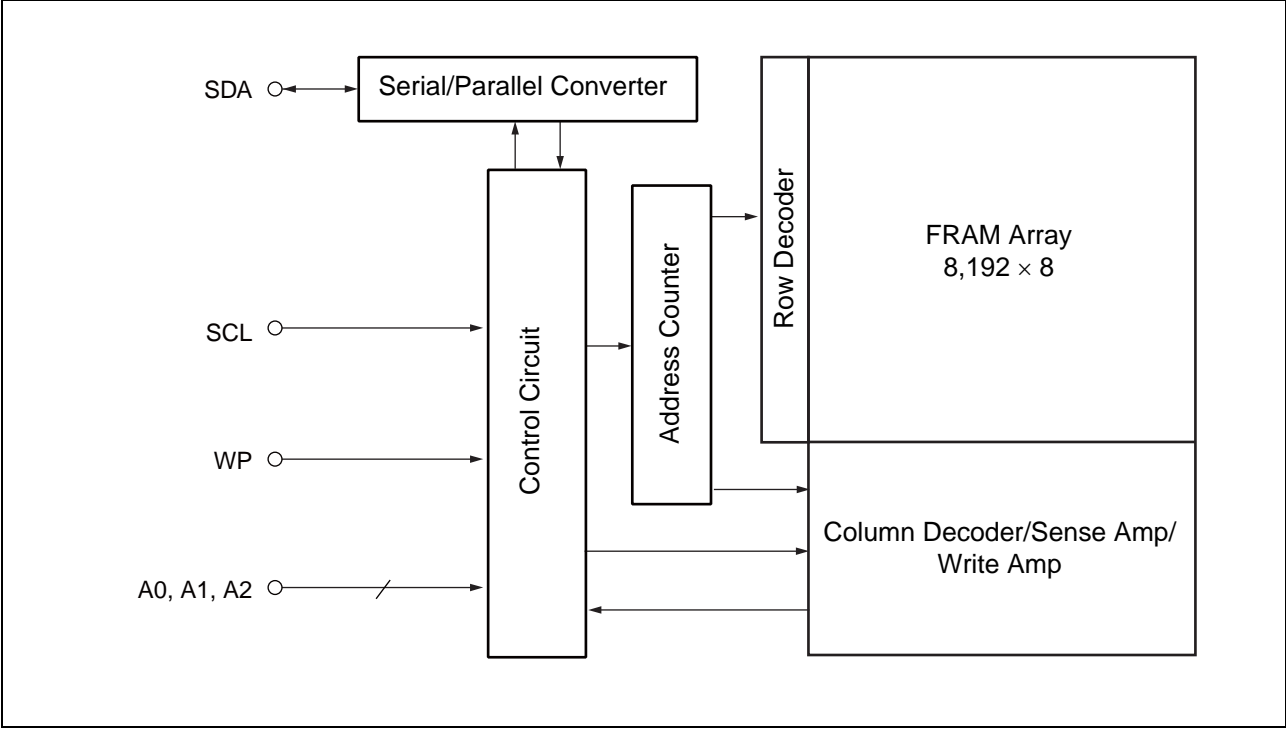 SDA
Serial/Parallel Converter
SCL
WP
A0, A1, A2
Control Circuit
Address Counter
Row Decoder
FRAM Array
8,192 × 8
Column Decoder/Sense Amp/
Write Amp